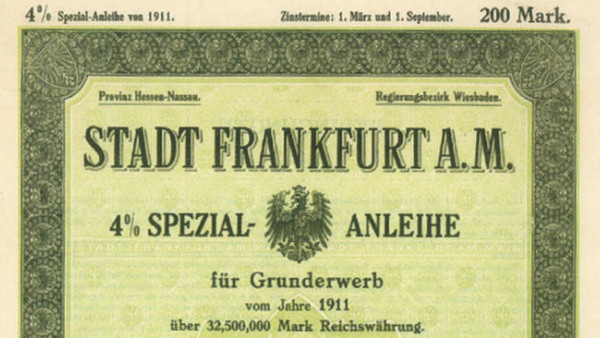 4% Spezial-Anleihe von 1911. Zinstermine: 1. März und 1. September. 200 Mark.
Provinz Hessen-Nassau. Regierungsbezirk Wiesbaden.
STADT FRANKFURT A. M.
4% SPEZIAL- ANLEIHE
für Grunderwerb
vom Jahre 1911
über 32,500,000 Mark Reichswährung.